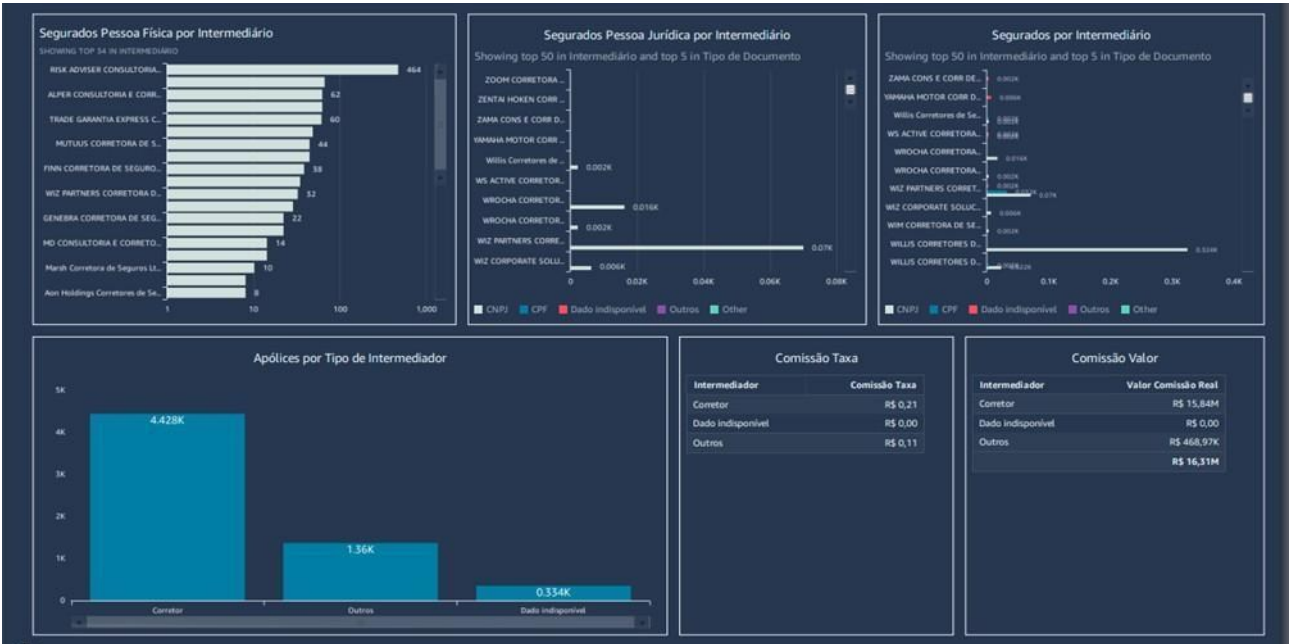 Segurados Pessoa Física por Intermediário
SHOWING TOP 54 IN INTERMEDIÁRIO
RISK ADVISER CONSULTORIA...
464
ALPER CONSULTORIA E CORR...
62
TRADE GARANTIA EXPRESS C...
60
MUTUUS CORRETORA DE S...
44
FINN CORRETORA DE SEGURO...
38
WIZ PARTNERS CORRETORA D...
32
GENEBRA CORRETORA DE SEG...
22
MD CONSULTORIA E CORRETO...
14
Marsh Corretora de Seguros Lt...
10
Aon Holdings Corretores de Se...
8
1 10 100 1,000
Segurados Pessoa Jurídica por Intermediário
Showing top 50 in Intermediário and top 5 in Tipo de Documento
ZOOM CORRETORA ...
ZENTAI HOKEN CORR ...
ZAMA CONS E CORR D...
YAMAHA MOTOR CORR ...
Willis Corretores de ...
0.002K
WS ACTIVE CORRETOR...
WROCHA CORRETOR...
0.016K
WROCHA CORRETOR...
0.002K
WIZ PARTNERS CORRE...
0.07K
WIZ CORPORATE SOLU...
0.006K
0 0.02K 0.04K 0.06K 0.08K
CNPJ CPF Dado indisponível Outros Other
Segurados por Intermediário
Showing top 50 in Intermediário and top 5 in Tipo de Documento
ZAMA CONS E CORR DE...
0.002K
YAMAHA MOTOR CORR D...
0.006K
Willis Corretores de Se...
WS ACTIVE CORRETORA...
WROCHA CORRETORA...
0.016K
WROCHA CORRETORA...
0.002K
WIZ PARTNERS CORRET...
0.002K
0.07K
WIZ CORPORATE SOLUC...
0.006K
WIM CORRETORA DE SE...
0.002K
WILLIS CORRETORES D...
0.324K
WILLIS CORRETORES D...
0 0.1K 0.2K 0.3K 0.4K
CNPJ CPF Dado indisponível Outros Other
Apólices por Tipo de Intermediador
5K
4K
3K
2K
1K
0
4.428K
1.36K
0.334K
Corretor Outros Dado indisponível
Comissão Taxa
Intermediador Comissão Taxa
Corretor R$ 0,21
Dado indisponível R$ 0,00
Outros R$ 0,11
Comissão Valor
Intermediador Valor Comissão Real
Corretor R$ 15,84M
Dado indisponível R$ 0,00
Outros R$ 468,97K
R$ 16,31M